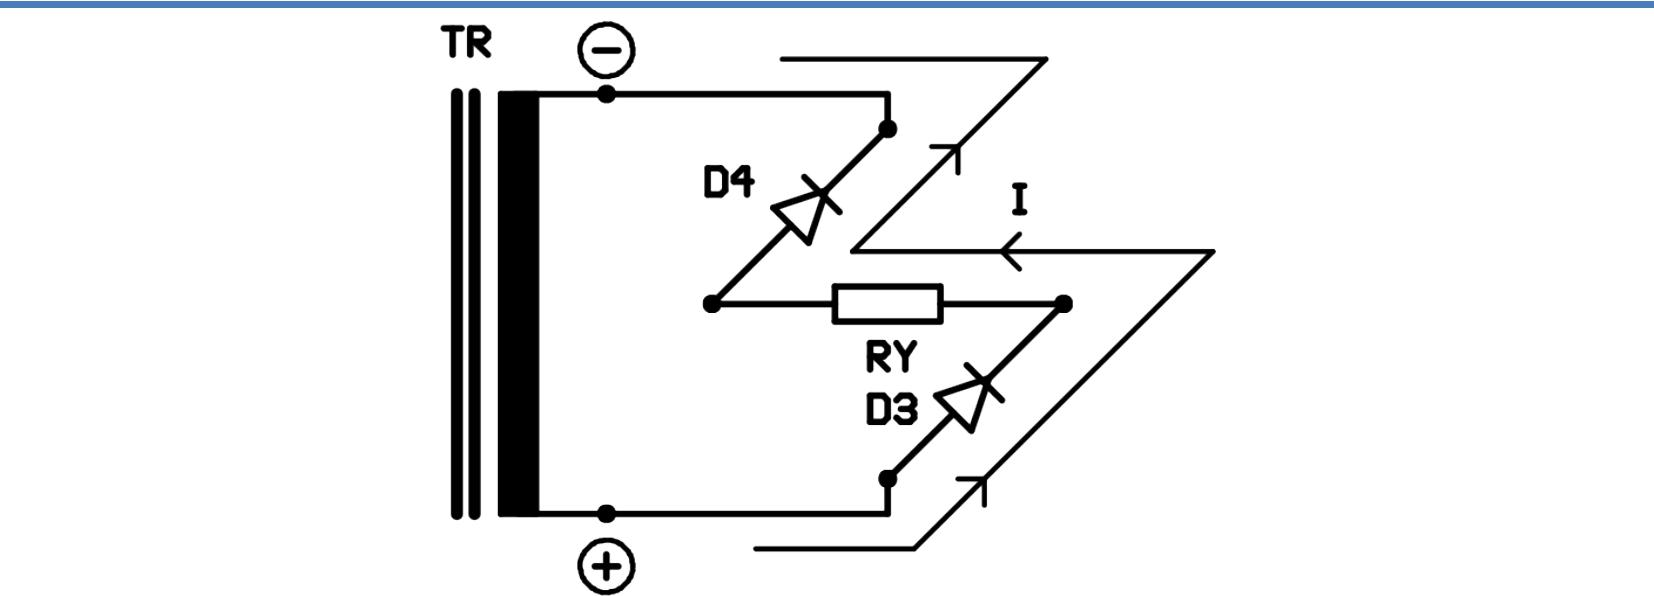 TR
−
D4
I
RY
D3
+